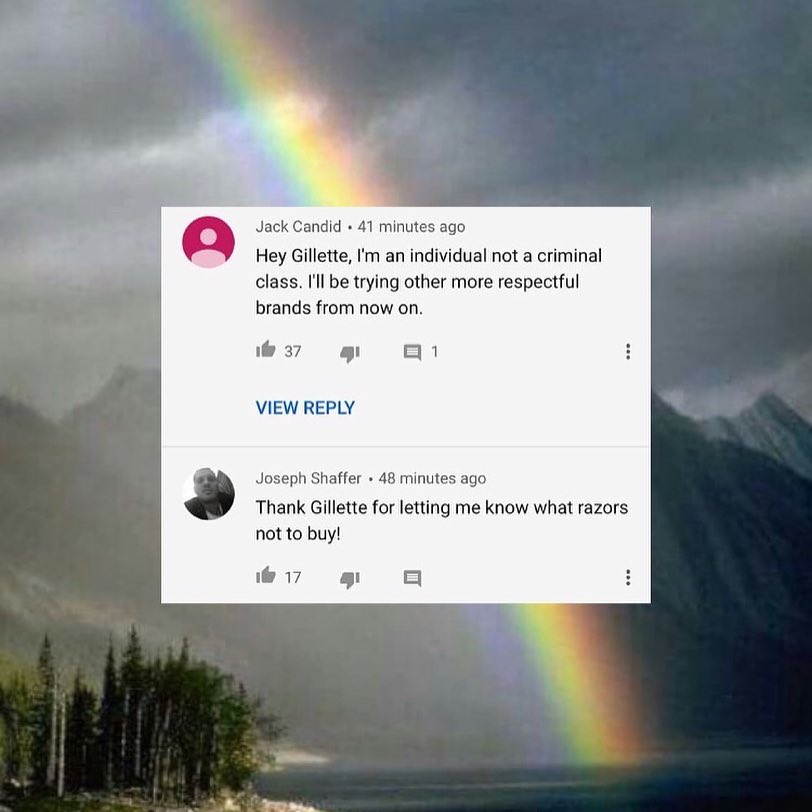 Jack Candid • 41 minutes ago
Hey Gillette, I'm an individual not a criminal
class. I'll be trying other more respectful
brands from now on.
37
1
VIEW REPLY
Joseph Shaffer • 48 minutes ago
Thank Gillette for letting me know what razors
not to buy!
17